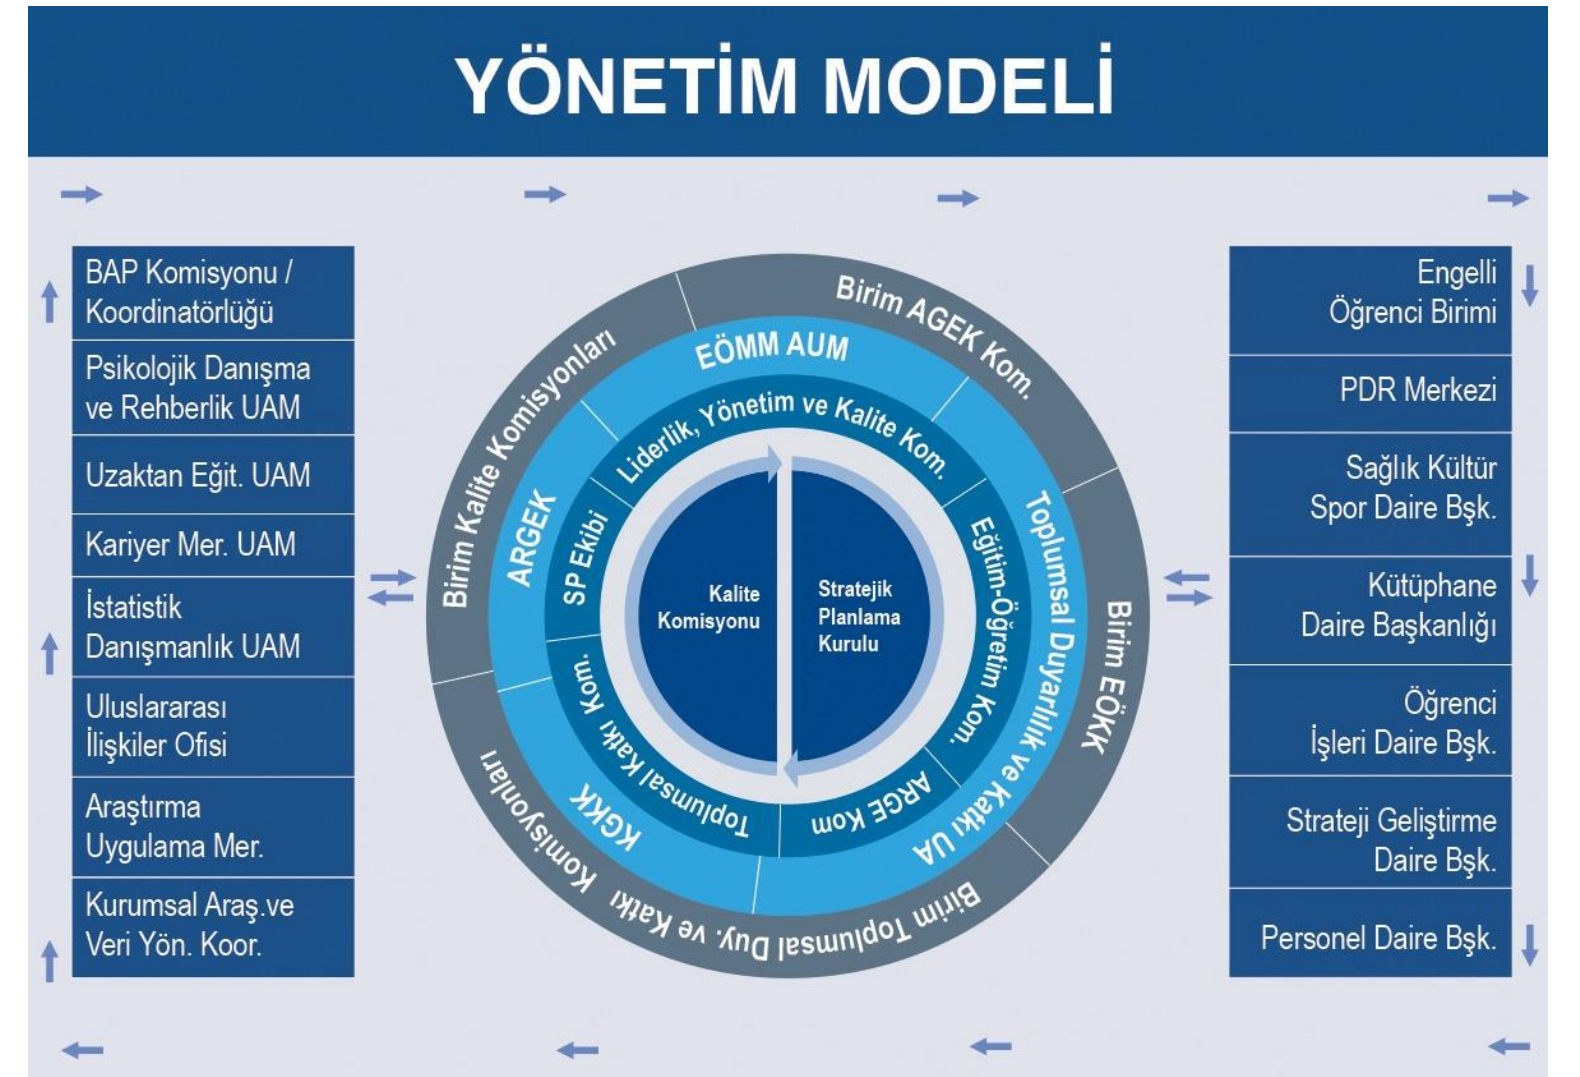 YÖNETİM MODELİ
BAP Komisyonu /
Koordinatörlüğü
Psikolojik Danışma
ve Rehberlik UAM
Uzaktan Eğit. UAM
Kariyer Mer. UAM
İstatistik
Danışmanlık UAM
Uluslararası
İlişkiler Ofisi
Araştırma
Uygulama Mer.
Kurumsal Araş.ve
Veri Yön. Koor.
Birim Kalite Komisyonları
Birim AGEK Kom.
Birim EÖKK
Birim Toplumsal Duy. ve Katkı Komisyonları
ARGEK
EÖMM AUM
Toplumsal Duyarlılık ve Katkı UA
KGKK
SP Ekibi
Liderlik, Yönetim ve Kalite Kom.
Eğitim-Öğretim Kom.
ARGE Kom
Toplumsal Katkı Kom.
Kalite
Komisyonu
Stratejik
Planlama
Kurulu
Engelli
Öğrenci Birimi
PDR Merkezi
Sağlık Kültür
Spor Daire Bşk.
Kütüphane
Daire Başkanlığı
Öğrenci
İşleri Daire Bşk.
Strateji Geliştirme
Daire Bşk.
Personel Daire Bşk.